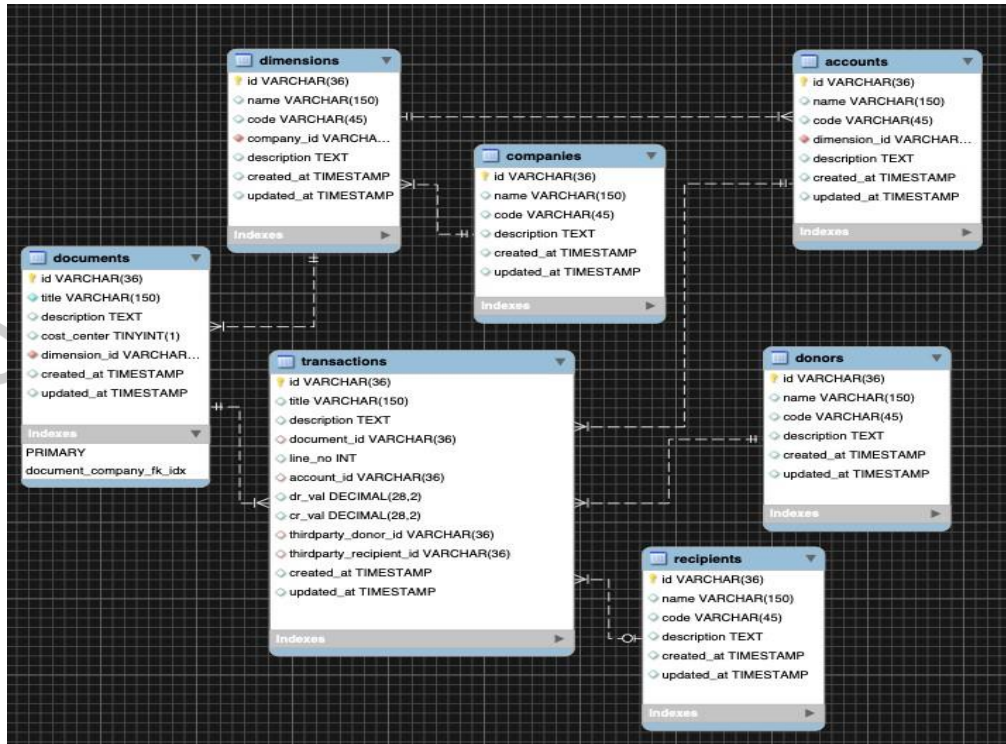 dimensions
id VARCHAR(36)
name VARCHAR(150)
code VARCHAR(45)
company_id VARCHA...
description TEXT
created_at TIMESTAMP
updated_at TIMESTAMP
Indexes
accounts
id VARCHAR(36)
name VARCHAR(150)
code VARCHAR(45)
dimension_id VARCHAR...
description TEXT
created_at TIMESTAMP
updated_at TIMESTAMP
Indexes
companies
id VARCHAR(36)
name VARCHAR(150)
code VARCHAR(45)
description TEXT
created_at TIMESTAMP
updated_at TIMESTAMP
Indexes
documents
id VARCHAR(36)
title VARCHAR(150)
description TEXT
cost_center TINYINT(1)
dimension_id VARCHAR...
created_at TIMESTAMP
updated_at TIMESTAMP
Indexes
PRIMARY
document_company_fk_idx
transactions
id VARCHAR(36)
title VARCHAR(150)
description TEXT
document_id VARCHAR(36)
line_no INT
account_id VARCHAR(36)
dr_val DECIMAL(28,2)
cr_val DECIMAL(28,2)
thirdparty_donor_id VARCHAR(36)
thirdparty_recipient_id VARCHAR(36)
created_at TIMESTAMP
updated_at TIMESTAMP
Indexes
donors
id VARCHAR(36)
name VARCHAR(150)
code VARCHAR(45)
description TEXT
created_at TIMESTAMP
updated_at TIMESTAMP
Indexes
recipients
id VARCHAR(36)
name VARCHAR(150)
code VARCHAR(45)
description TEXT
created_at TIMESTAMP
updated_at TIMESTAMP
Indexes